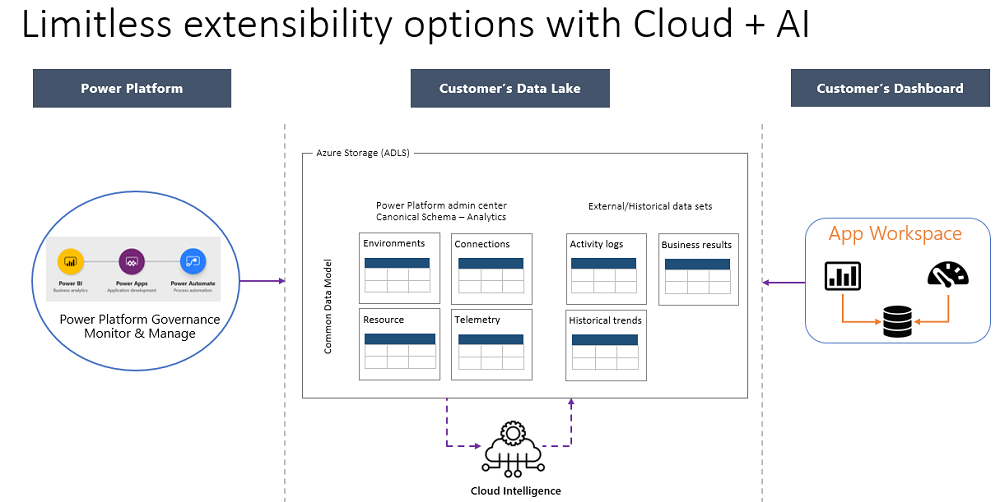 Limitless extensibility options with Cloud + AI
Power Platform
Customer's Data Lake
Customer's Dashboard
Power BI
Business analytics
Power Apps
Application development
Power Automate
Process automation
Power Platform Governance
Monitor & Manage
Azure Storage (ADLS)
Common Data Model
Power Platform admin center
Canonical Schema – Analytics
Environments
Connections
Resource
Telemetry
External/Historical data sets
Activity logs
Business results
Historical trends
Cloud Intelligence
App Workspace